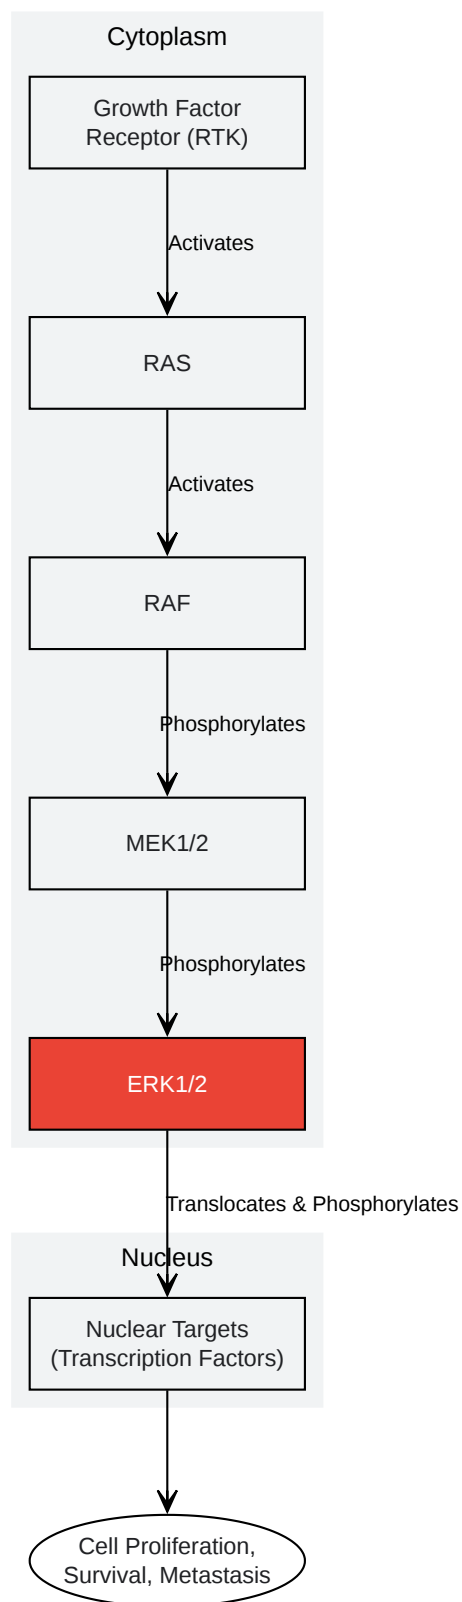 Cytoplasm
Growth Factor
Receptor (RTK)
Activates
RAS
Activates
RAF
Phosphorylates
MEK1/2
Phosphorylates
ERK1/2
Translocates & Phosphorylates
Nucleus
Nuclear Targets
(Transcription Factors)
Cell Proliferation,
Survival, Metastasis